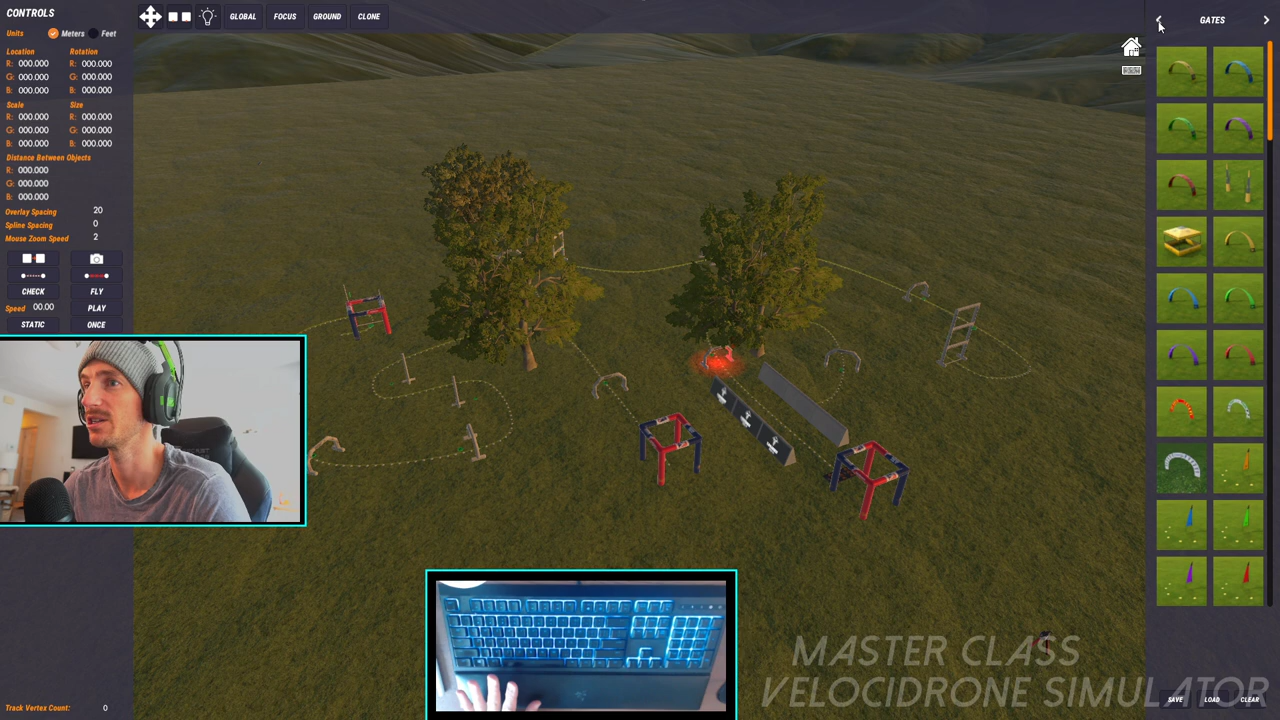 CONTROLS
GLOBAL FOCUS GROUND CLONE
GATES
Units Meters Feet
Location Rotation
R: 000.000 R: 000.000
G: 000.000 G: 000.000
B: 000.000 B: 000.000
Scale Size
R: 000.000 R: 000.000
G: 000.000 G: 000.000
B: 000.000 B: 000.000
Distance Between Objects
R: 000.000
G: 000.000
B: 000.000
Overlay Spacing 20
Spline Spacing 0
Mouse Zoom Speed 2
CHECK FLY
Speed 00.00 PLAY
STATIC ONCE
MASTER CLASS
VELOCIDRONE SIMULATOR
SAVE LOAD CLEAR
Track Vertex Count: 0